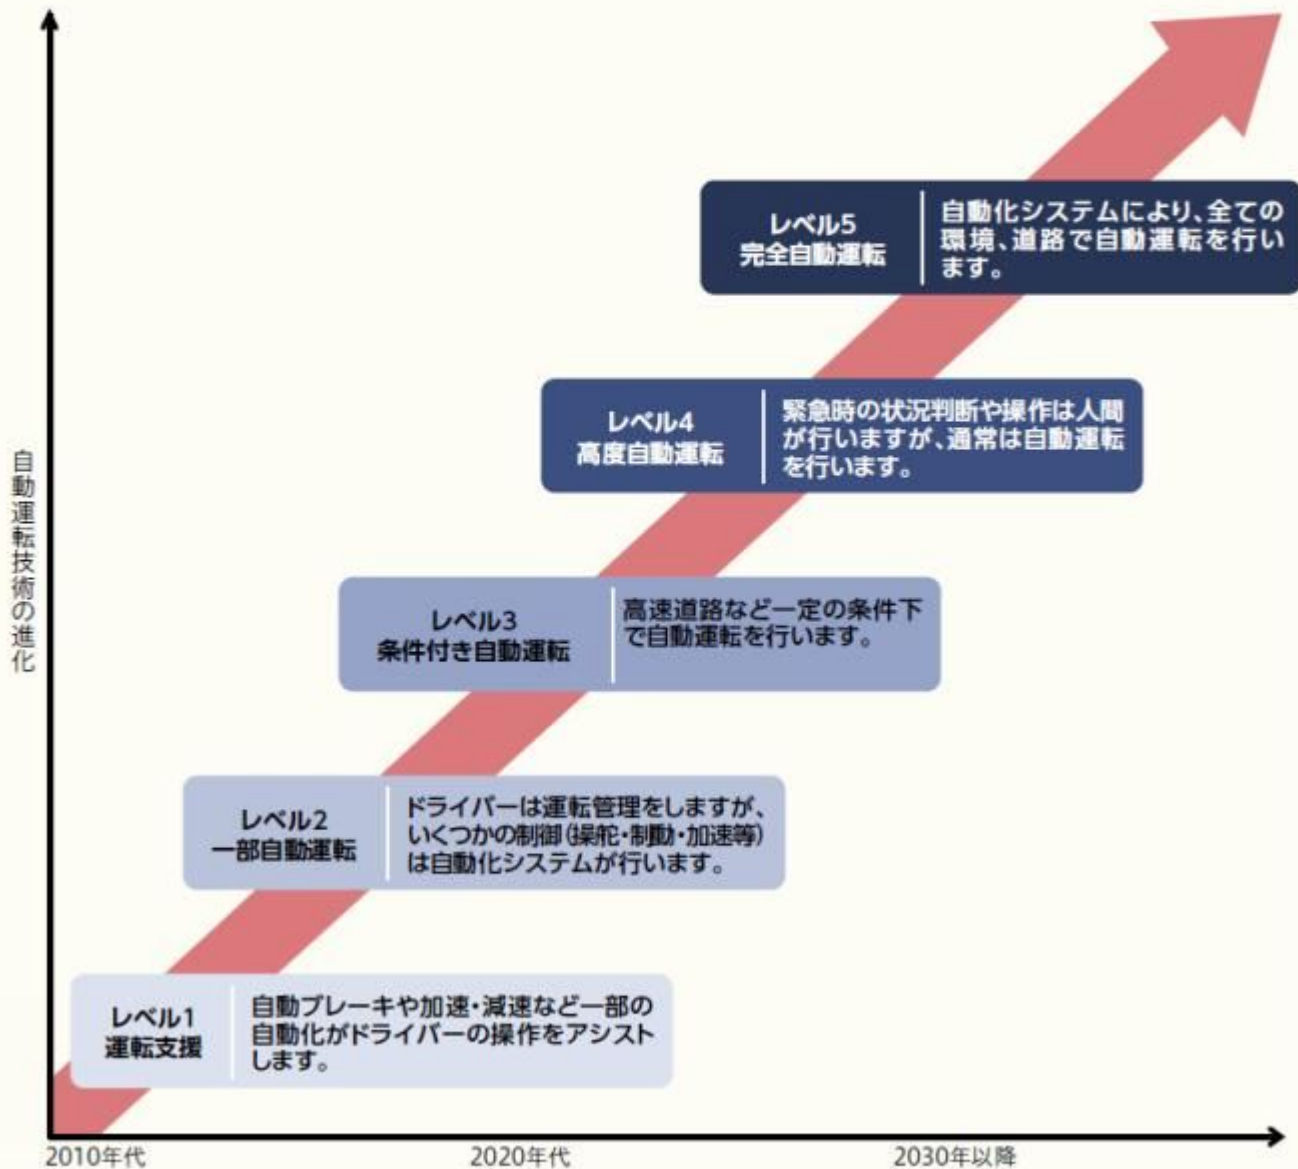 自動運転技術の進化
レベル5
完全自動運転
自動化システムにより、全ての
環境、道路で自動運転を行い
ます。
レベル4
高度自動運転
緊急時の状況判断や操作は人間
が行いますが、通常は自動運転
を行います。
レベル3
条件付き自動運転
高速道路など一定の条件下
で自動運転を行います。
レベル2
一部自動運転
ドライバーは運転管理をしますが、
いくつかの制御(操舵・制動・加速等)
は自動化システムが行います。
レベル1
運転支援
自動ブレーキや加速・減速など一部の
自動化がドライバーの操作をアシスト
します。
2010年代
2020年代
2030年以降